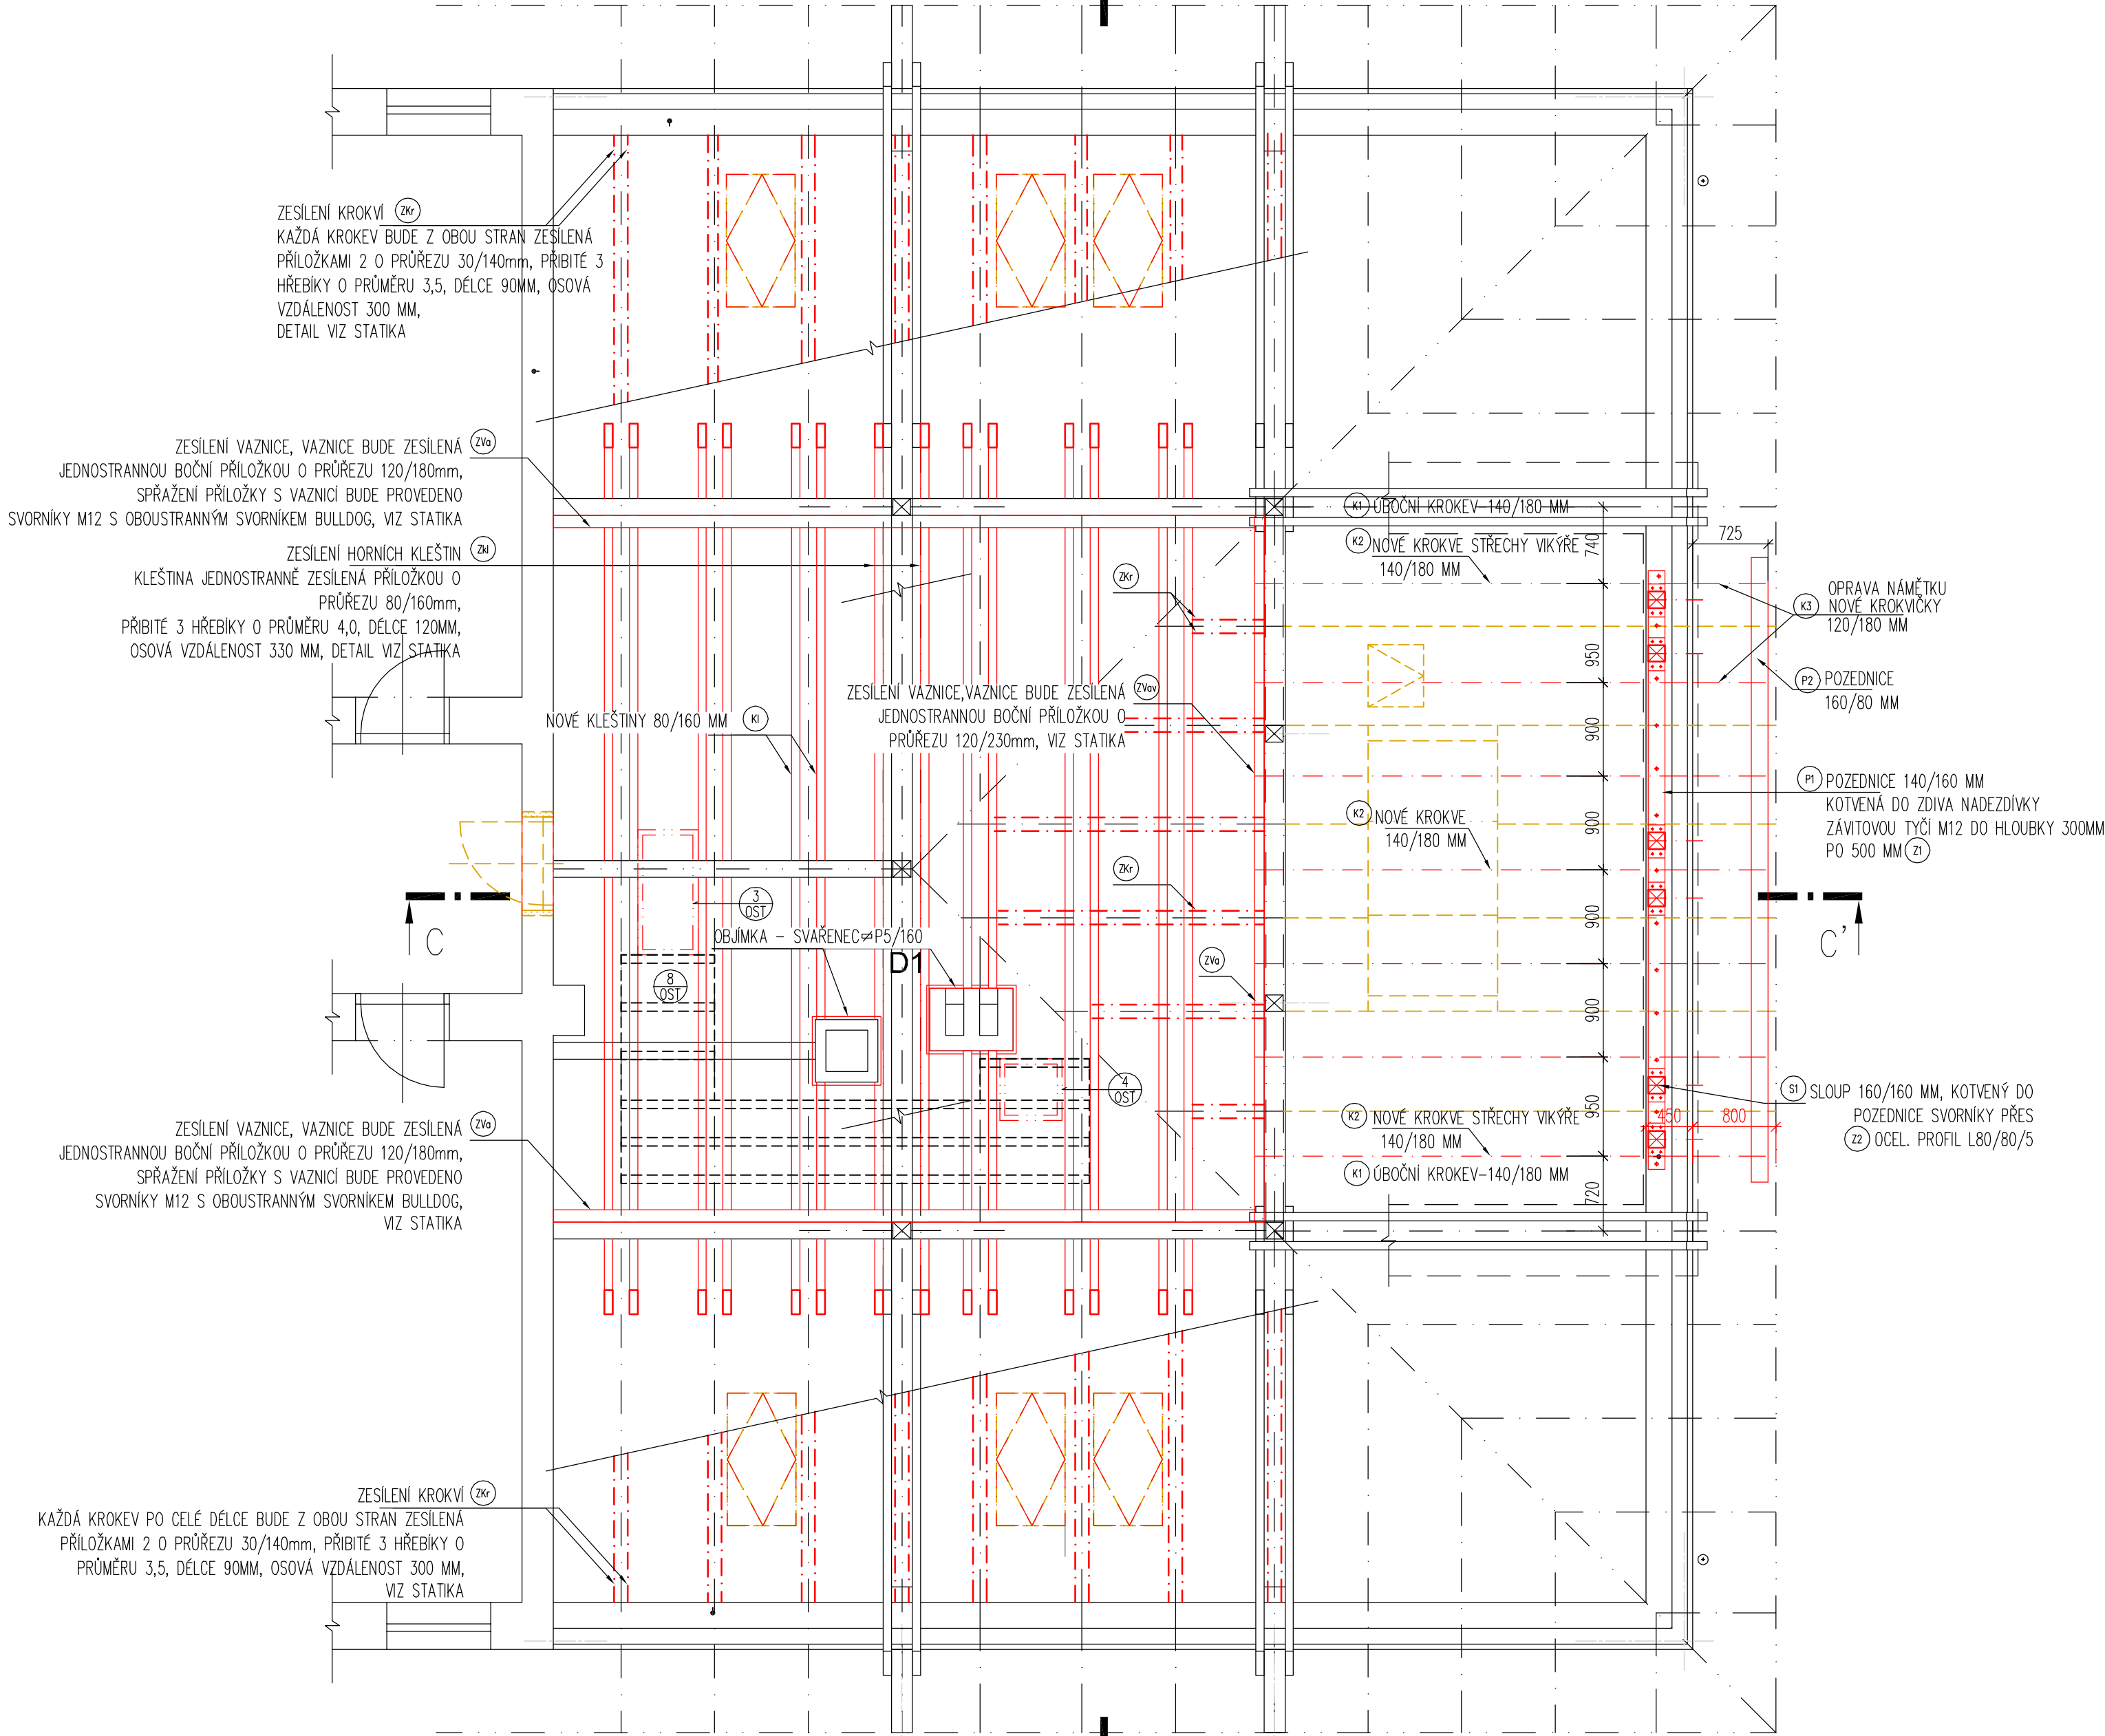 ZESÍLENÍ KROKVÍ ZKr
KAŽDÁ KROKEV BUDE Z OBOU STRAN ZESÍLENÁ
PŘÍLOŽKAMI 2 O PRŮŘEZU 30/140mm, PŘIBITÉ 3
HŘEBÍKY O PRŮMĚRU 3,5, DÉLCE 90MM, OSOVÁ
VZDÁLENOST 300 MM,
DETAIL VIZ STATIKA
ZESÍLENÍ VAZNICE, VAZNICE BUDE ZESÍLENÁ ZVa
JEDNOSTRANNOU BOČNÍ PŘÍLOŽKOU O PRŮŘEZU 120/180mm,
SPŘAŽENÍ PŘÍLOŽKY S VAZNICÍ BUDE PROVEDENO
SVORNÍKY M12 S OBOUSTRANNÝM SVORNÍKEM BULLDOG, VIZ STATIKA
ZESÍLENÍ HORNÍCH KLEŠTIN Zkl
KLEŠTINA JEDNOSTRANNĚ ZESÍLENÁ PŘÍLOŽKOU O
PRŮŘEZU 80/160mm,
PŘIBITÉ 3 HŘEBÍKY O PRŮMĚRU 4,0, DÉLCE 120MM,
OSOVÁ VZDÁLENOST 330 MM, DETAIL VIZ STATIKA
K1 ÚBOČNÍ KROKEV-140/180 MM
K2 NOVÉ KROKVE STŘECHY VIKÝŘE
140/180 MM
740
725
ZKr
OPRAVA NÁMĚTKU
K3 NOVÉ KROKVIČKY
120/180 MM
950
P2 POZEDNICE
160/80 MM
ZESÍLENÍ VAZNICE,VAZNICE BUDE ZESÍLENÁ ZVav
JEDNOSTRANNOU BOČNÍ PŘÍLOŽKOU O
PRŮŘEZU 120/230mm, VIZ STATIKA
NOVÉ KLEŠTINY 80/160 MM Kl
900
P1 POZEDNICE 140/160 MM
KOTVENÁ DO ZDIVA NADEZDÍVKY
ZÁVITOVOU TYČÍ M12 DO HLOUBKY 300MM
PO 500 MM Z1
K2 NOVÉ KROKVE
140/180 MM
900
ZKr
3
OST
900
C
C'
OBJÍMKA - SVAŘENEC≠P5/160
D1
ZVa
8
OST
900
4
OST
950
S1 SLOUP 160/160 MM, KOTVENÝ DO
POZEDNICE SVORNÍKY PŘES
Z2 OCEL. PROFIL L80/80/5
450
800
K2 NOVÉ KROKVE STŘECHY VIKÝŘE
140/180 MM
K1 ÚBOČNÍ KROKEV-140/180 MM
720
ZESÍLENÍ VAZNICE, VAZNICE BUDE ZESÍLENÁ ZVa
JEDNOSTRANNOU BOČNÍ PŘÍLOŽKOU O PRŮŘEZU 120/180mm,
SPŘAŽENÍ PŘÍLOŽKY S VAZNICÍ BUDE PROVEDENO
SVORNÍKY M12 S OBOUSTRANNÝM SVORNÍKEM BULLDOG,
VIZ STATIKA
ZESÍLENÍ KROKVÍ ZKr
KAŽDÁ KROKEV PO CELÉ DÉLCE BUDE Z OBOU STRAN ZESÍLENÁ
PŘÍLOŽKAMI 2 O PRŮŘEZU 30/140mm, PŘIBITÉ 3 HŘEBÍKY O
PRŮMĚRU 3,5, DÉLCE 90MM, OSOVÁ VZDÁLENOST 300 MM,
VIZ STATIKA